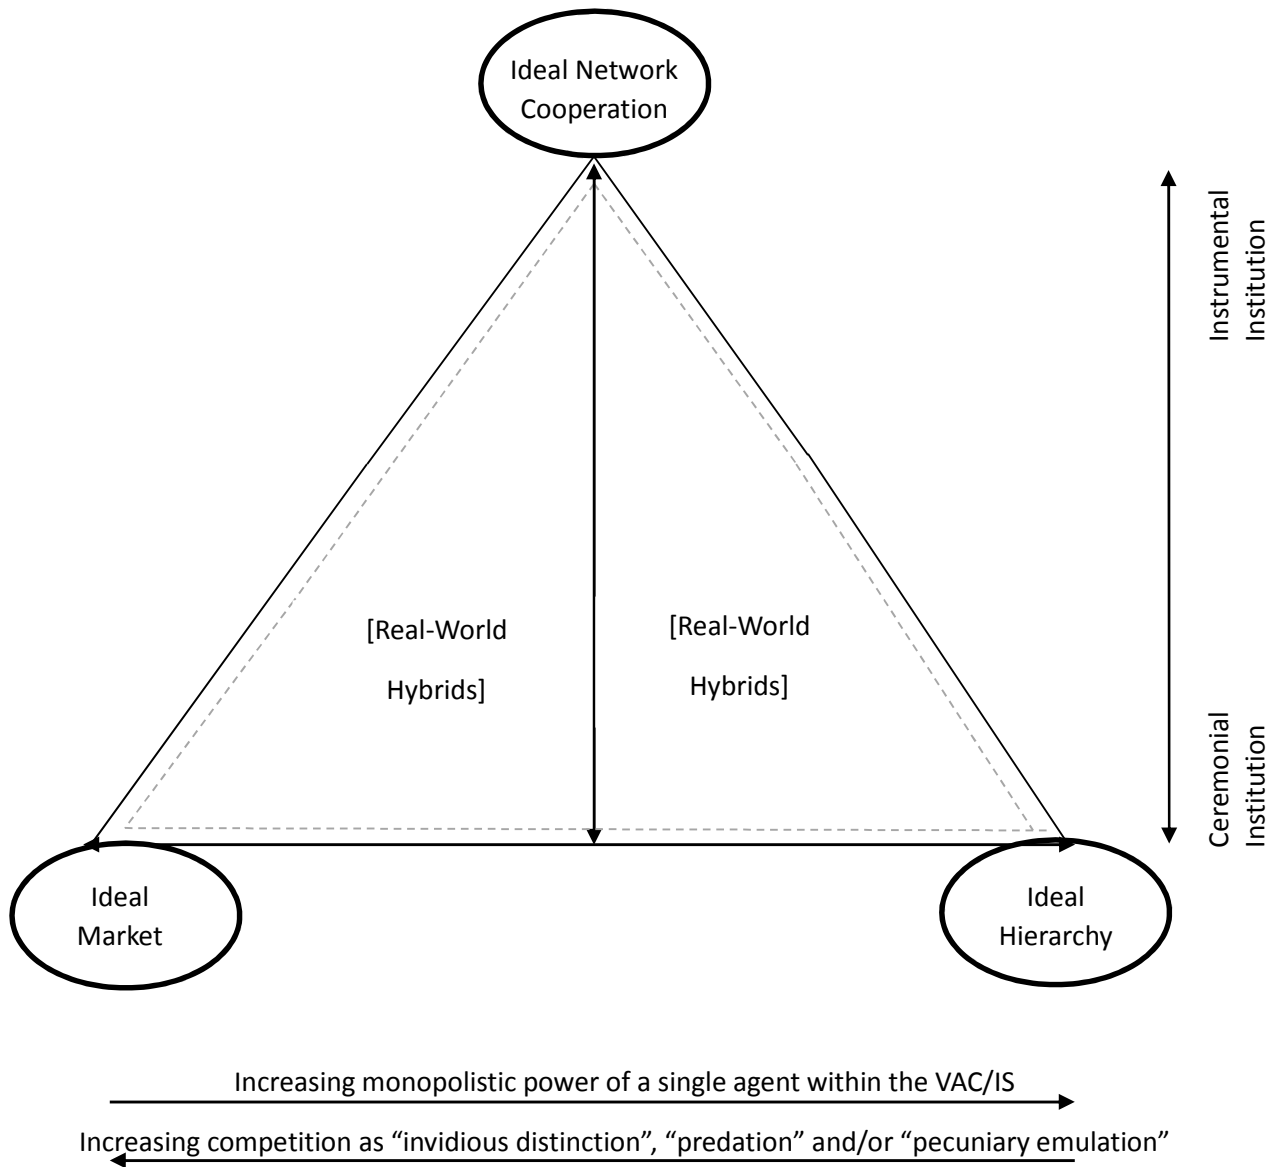 Ideal Network
Cooperation
Instrumental
Institution
[Real-World
Hybrids]
[Real-World
Hybrids]
Ceremonial
Institution
Ideal
Market
Ideal
Hierarchy
Increasing monopolistic power of a single agent within the VAC/IS
Increasing competition as “invidious distinction”, “predation” and/or “pecuniary emulation”